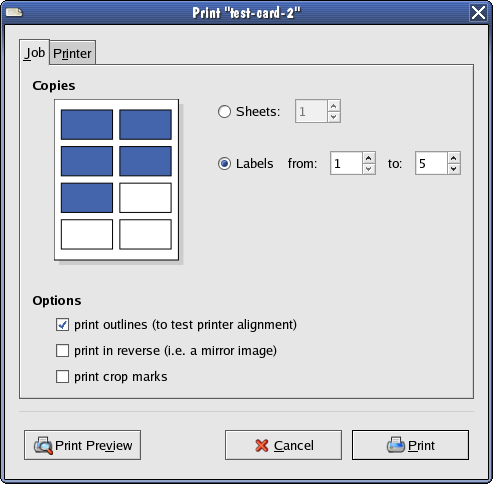 Print "test-card-2"
Job Printer
Copies
Sheets: 1
Labels from: 1 to: 5
Options
print outlines (to test printer alignment)
print in reverse (i.e. a mirror image)
print crop marks
Print Preview Cancel Print